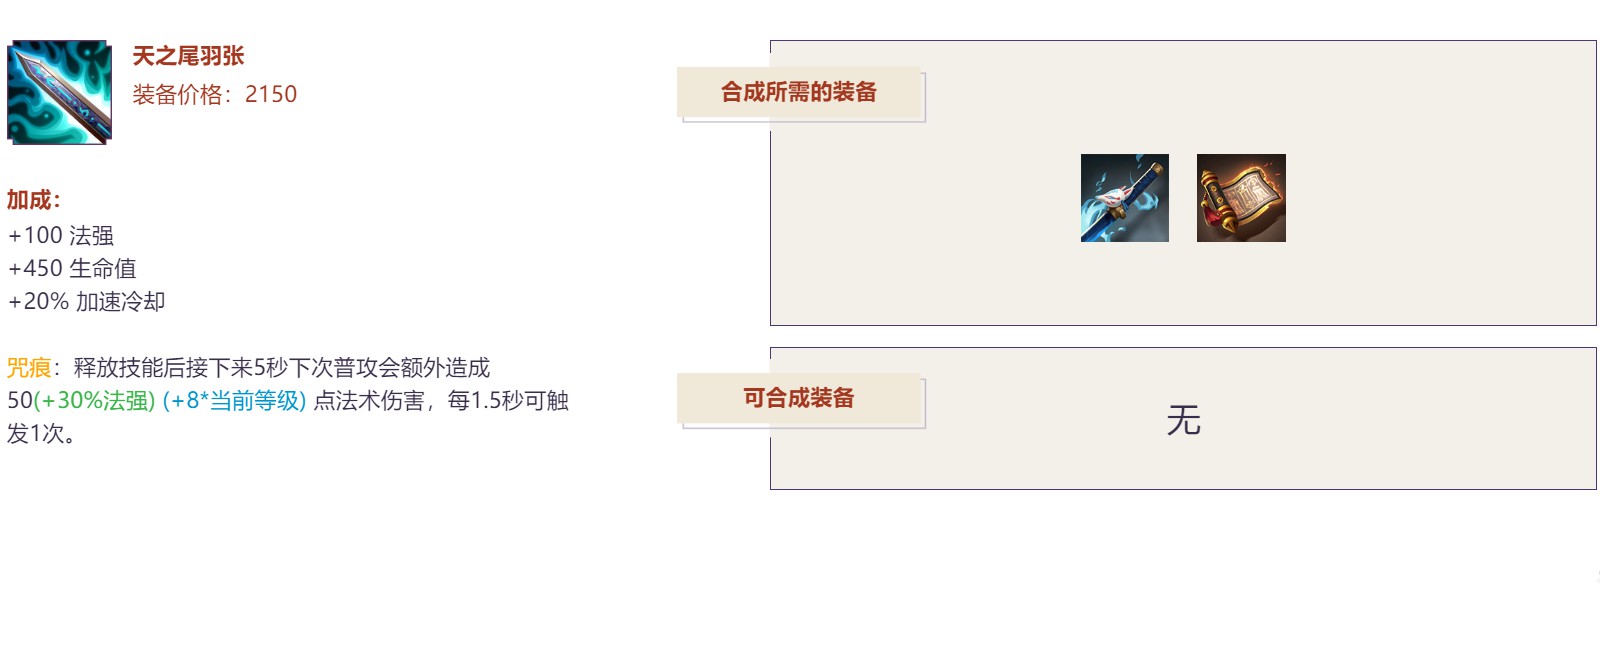 天之尾羽张
装备价格：2150
加成：
+100 法强
+450 生命值
+20% 加速冷却
咒痕：释放技能后接下来5秒下次普攻会额外造成
50(+30%法强) (+8*当前等级) 点法术伤害，每1.5秒可触
发1次。
合成所需的装备
可合成装备
无